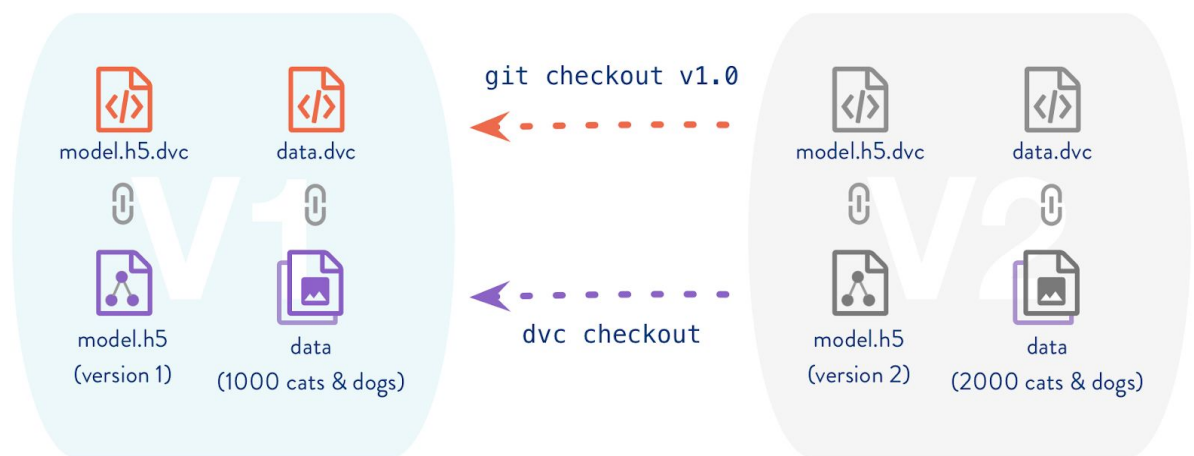 V1
model.h5.dvc
data.dvc
model.h5
(version 1)
data
(1000 cats & dogs)
git checkout v1.0
dvc checkout
V2
model.h5.dvc
data.dvc
model.h5
(version 2)
data
(2000 cats & dogs)